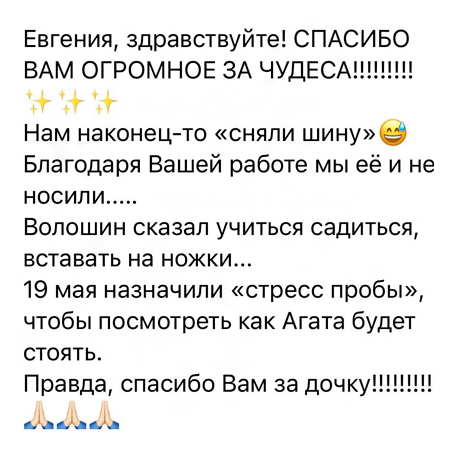 Евгения, здравствуйте! СПАСИБО
ВАМ ОГРОМНОЕ ЗА ЧУДЕСА!!!!!!!!!
✨✨✨
Нам наконец-то «сняли шину»😅
Благодаря Вашей работе мы её и не
носили.....
Волошин сказал учиться садиться,
вставать на ножки...
19 мая назначили «стресс пробы»,
чтобы посмотреть как Агата будет
стоять.
Правда, спасибо Вам за дочку!!!!!!!!!
🙏🏻🙏🏻🙏🏻